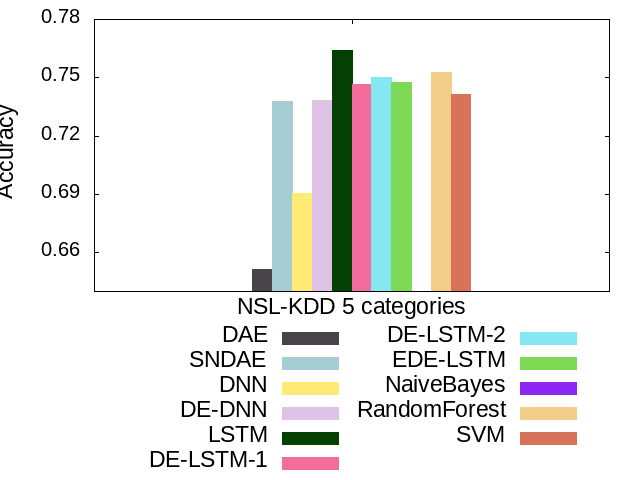 0.78
0.75
0.72
0.69
0.66
Accuracy
NSL-KDD 5 categories
DAE
SNDAE
DNN
DE-DNN
LSTM
DE-LSTM-1
DE-LSTM-2
EDE-LSTM
NaiveBayes
RandomForest
SVM